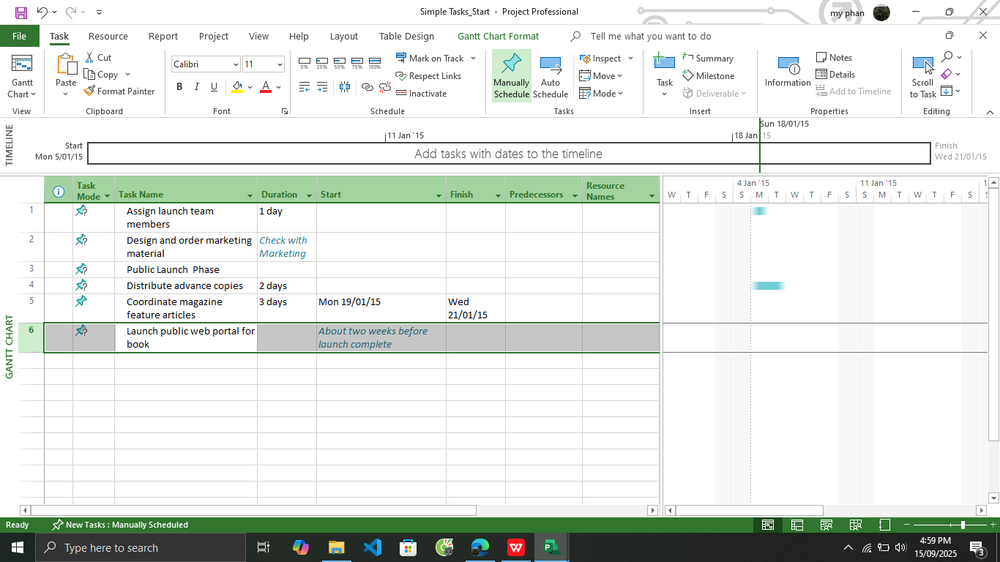 Simple Tasks_Start - Project Professional
my phan
File Task Resource Report Project View Help Layout Table Design Gantt Chart Format Tell me what you want to do
Gantt Chart
View
Paste
Cut
Copy
Format Painter
Clipboard
Calibri 11
B I U A
Font
0% 25% 50% 75% 100%
Mark on Track
Respect Links
Inactivate
Schedule
Manually Schedule
Auto Schedule
Inspect
Move
Mode
Tasks
Task
Summary
Milestone
Deliverable
Insert
Information
Notes
Details
Add to Timeline
Properties
Scroll to Task
Editing
TIMELINE
Sun 18/01/15
11 Jan '15 18 Jan '15
Start
Mon 5/01/15
Add tasks with dates to the timeline
Finish
Wed 21/01/15
GANTT CHART
Task Mode Task Name Duration Start Finish Predecessors Resource Names
4 Jan '15 11 Jan '15 1
W T F S S M T W T F S S M T W T F S S
1 Assign launch team members 1 day
2 Design and order marketing material Check with Marketing
3 Public Launch  Phase
4 Distribute advance copies 2 days
5 Coordinate magazine feature articles 3 days Mon 19/01/15 Wed 21/01/15
6 Launch public web portal for book About two weeks before launch complete
Ready New Tasks : Manually Scheduled
Type here to search
4:59 PM
15/09/2025
3